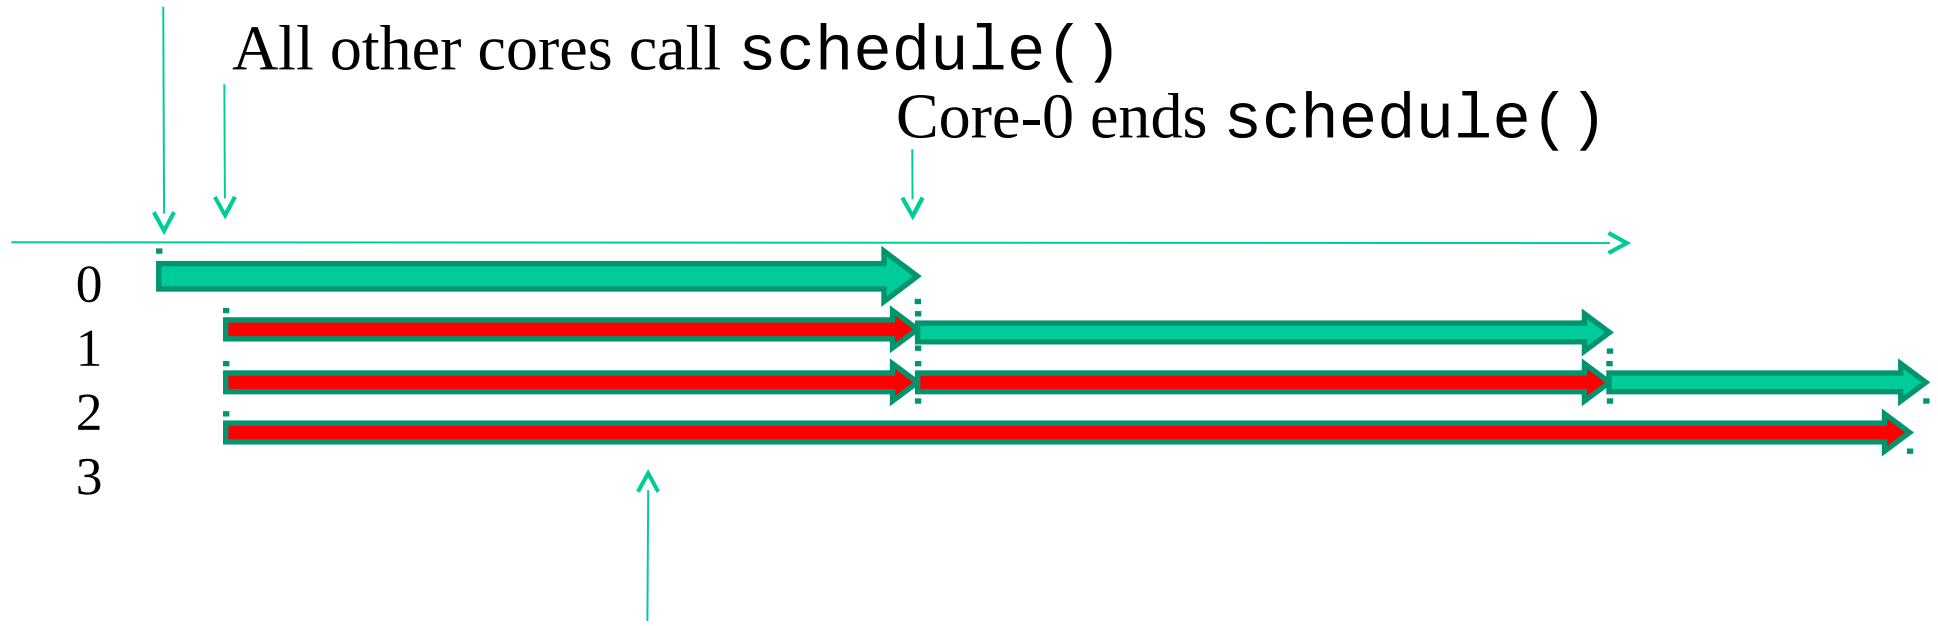 All other cores call schedule()
Core-0 ends schedule()
0
1
2
3